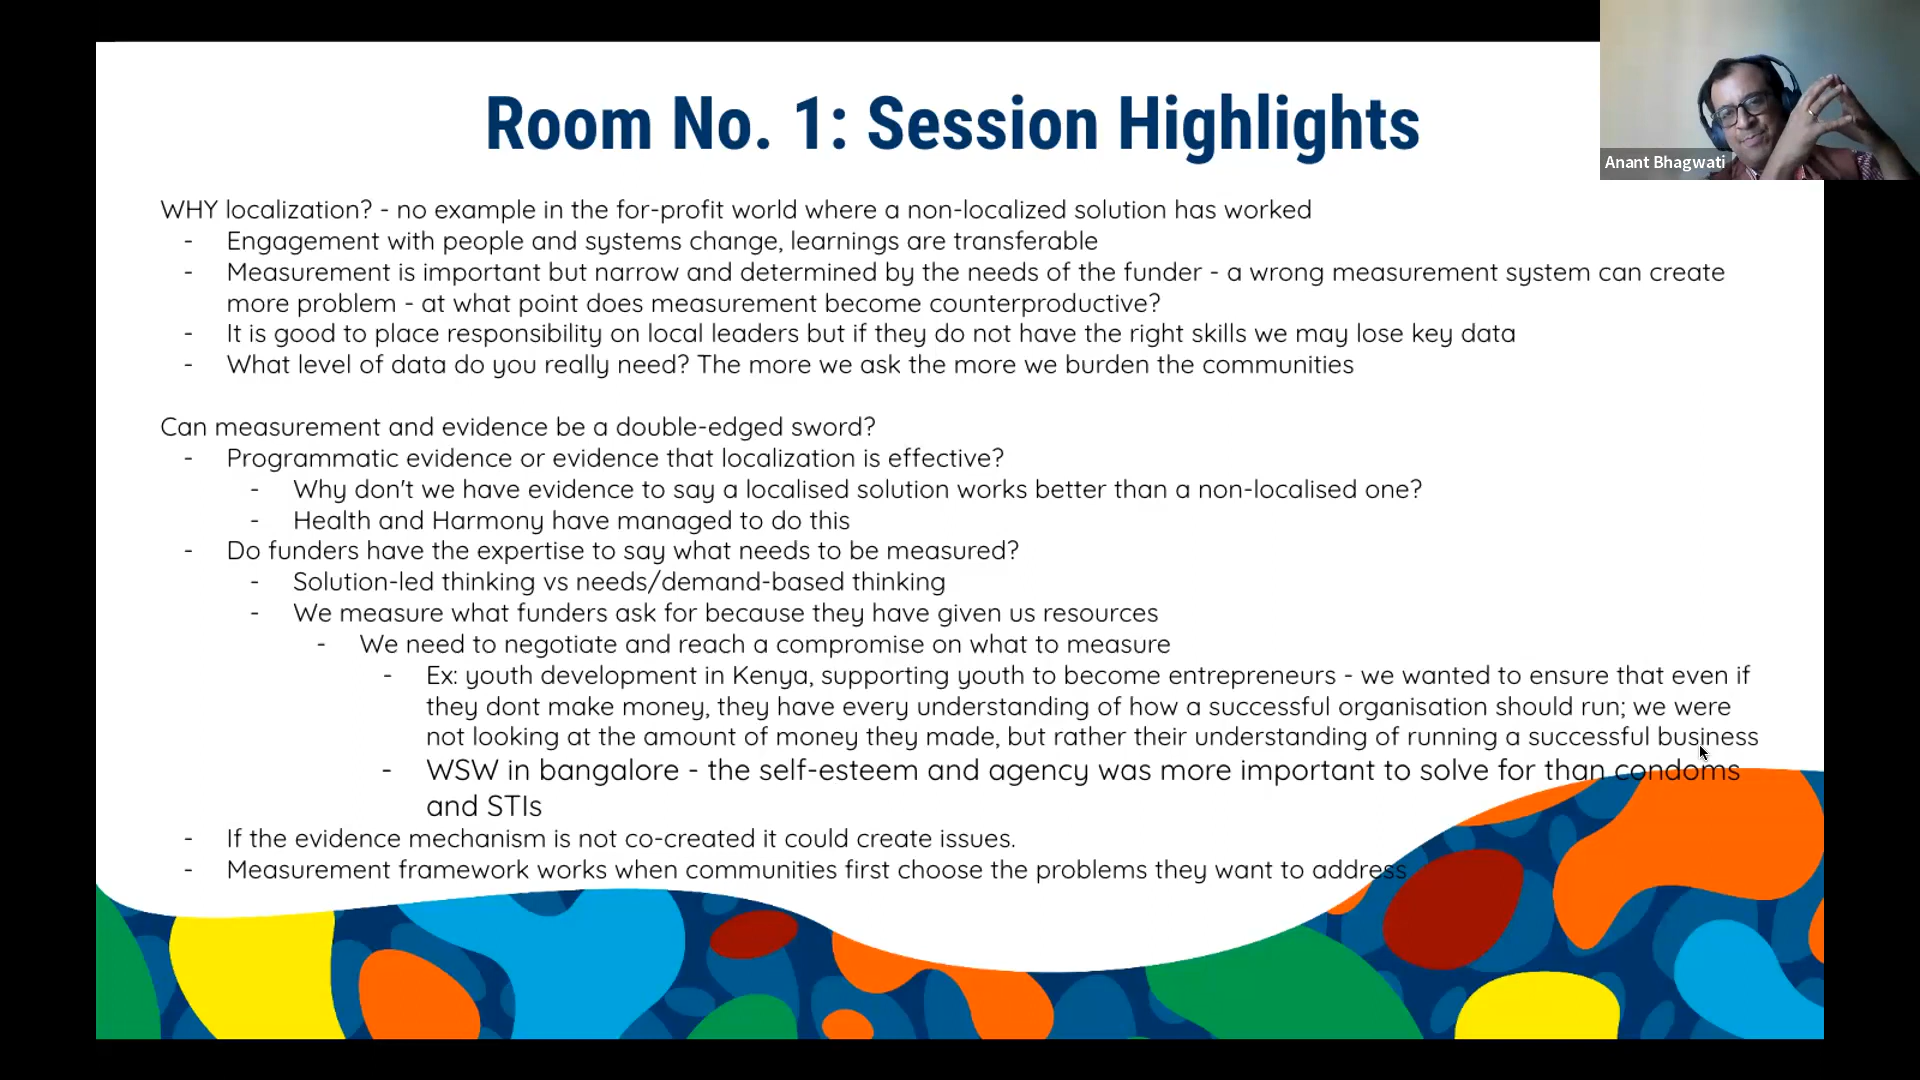 Room No. 1: Session Highlights
Anant Bhagwati
WHY localization? - no example in the for-profit world where a non-localized solution has worked
- Engagement with people and systems change, learnings are transferable
- Measurement is important but narrow and determined by the needs of the funder - a wrong measurement system can create
more problem - at what point does measurement become counterproductive?
- It is good to place responsibility on local leaders but if they do not have the right skills we may lose key data
- What level of data do you really need? The more we ask the more we burden the communities
Can measurement and evidence be a double-edged sword?
- Programmatic evidence or evidence that localization is effective?
- Why don't we have evidence to say a localised solution works better than a non-localised one?
- Health and Harmony have managed to do this
- Do funders have the expertise to say what needs to be measured?
- Solution-led thinking vs needs/demand-based thinking
- We measure what funders ask for because they have given us resources
- We need to negotiate and reach a compromise on what to measure
- Ex: youth development in Kenya, supporting youth to become entrepreneurs - we wanted to ensure that even if
they dont make money, they have every understanding of how a successful organisation should run; we were
not looking at the amount of money they made, but rather their understanding of running a successful business
- WSW in bangalore - the self-esteem and agency was more important to solve for than condoms
and STIs
- If the evidence mechanism is not co-created it could create issues.
- Measurement framework works when communities first choose the problems they want to address